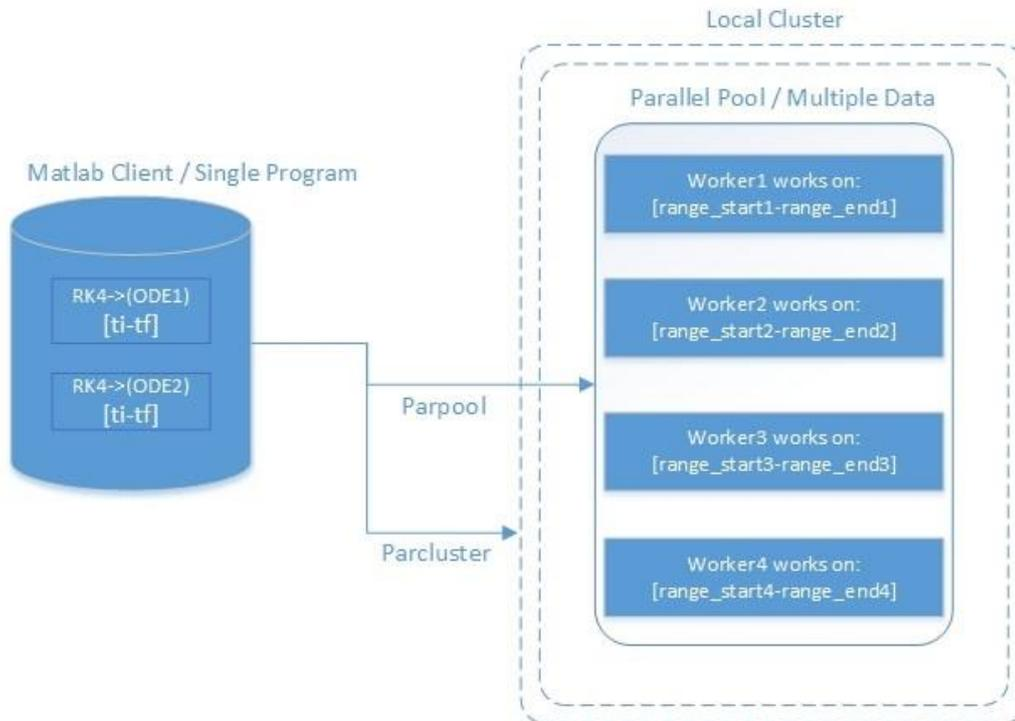 Local Cluster
Parallel Pool / Multiple Data
Matlab Client / Single Program
RK4->(ODE1)
[ti-tf]
RK4->(ODE2)
[ti-tf]
Parpool
Parcluster
Worker1 works on:
[range_start1-range_end1]
Worker2 works on:
[range_start2-range_end2]
Worker3 works on:
[range_start3-range_end3]
Worker4 works on:
[range_start4-range_end4]